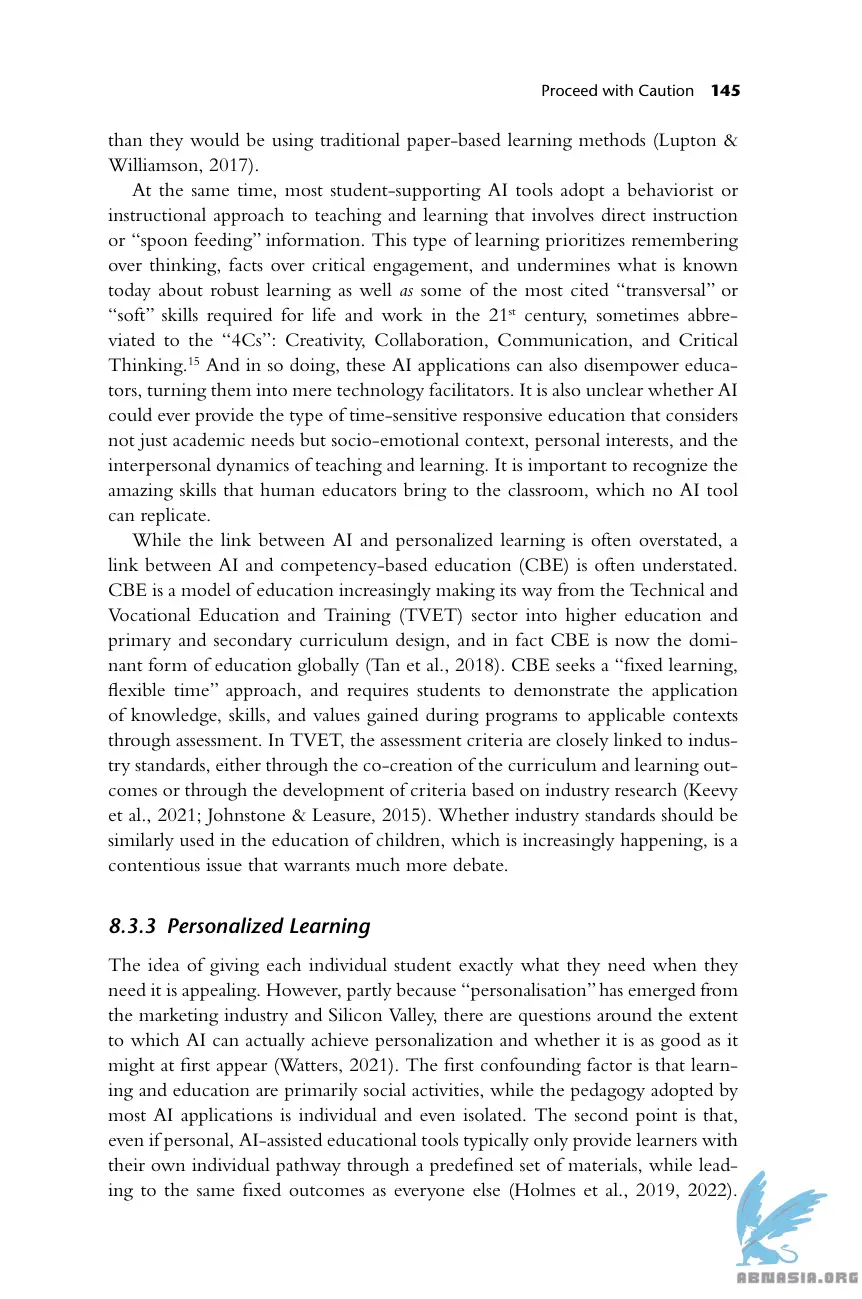 Proceed with Caution 145
than they would be using traditional paper-based learning methods (Lupton &
Williamson, 2017).
At the same time, most student-supporting AI tools adopt a behaviorist or
instructional approach to teaching and learning that involves direct instruction
or “spoon feeding” information. This type of learning prioritizes remembering
over thinking, facts over critical engagement, and undermines what is known
today about robust learning as well as some of the most cited “transversal” or
“soft” skills required for life and work in the 21st century, sometimes abbre-
viated to the “4Cs”: Creativity, Collaboration, Communication, and Critical
Thinking.15 And in so doing, these AI applications can also disempower educa-
tors, turning them into mere technology facilitators. It is also unclear whether AI
could ever provide the type of time-sensitive responsive education that considers
not just academic needs but socio-emotional context, personal interests, and the
interpersonal dynamics of teaching and learning. It is important to recognize the
amazing skills that human educators bring to the classroom, which no AI tool
can replicate.
While the link between AI and personalized learning is often overstated, a
link between AI and competency-based education (CBE) is often understated.
CBE is a model of education increasingly making its way from the Technical and
Vocational Education and Training (TVET) sector into higher education and
primary and secondary curriculum design, and in fact CBE is now the domi-
nant form of education globally (Tan et al., 2018). CBE seeks a “fixed learning,
flexible time” approach, and requires students to demonstrate the application
of knowledge, skills, and values gained during programs to applicable contexts
through assessment. In TVET, the assessment criteria are closely linked to indus-
try standards, either through the co-creation of the curriculum and learning out-
comes or through the development of criteria based on industry research (Keevy
et al., 2021; Johnstone & Leasure, 2015). Whether industry standards should be
similarly used in the education of children, which is increasingly happening, is a
contentious issue that warrants much more debate.
8.3.3 Personalized Learning
The idea of giving each individual student exactly what they need when they
need it is appealing. However, partly because “personalisation” has emerged from
the marketing industry and Silicon Valley, there are questions around the extent
to which AI can actually achieve personalization and whether it is as good as it
might at first appear (Watters, 2021). The first confounding factor is that learn-
ing and education are primarily social activities, while the pedagogy adopted by
most AI applications is individual and even isolated. The second point is that,
even if personal, AI-assisted educational tools typically only provide learners with
their own individual pathway through a predefined set of materials, while lead-
ing to the same fixed outcomes as everyone else (Holmes et al., 2019, 2022).
ABNASIA.ORG